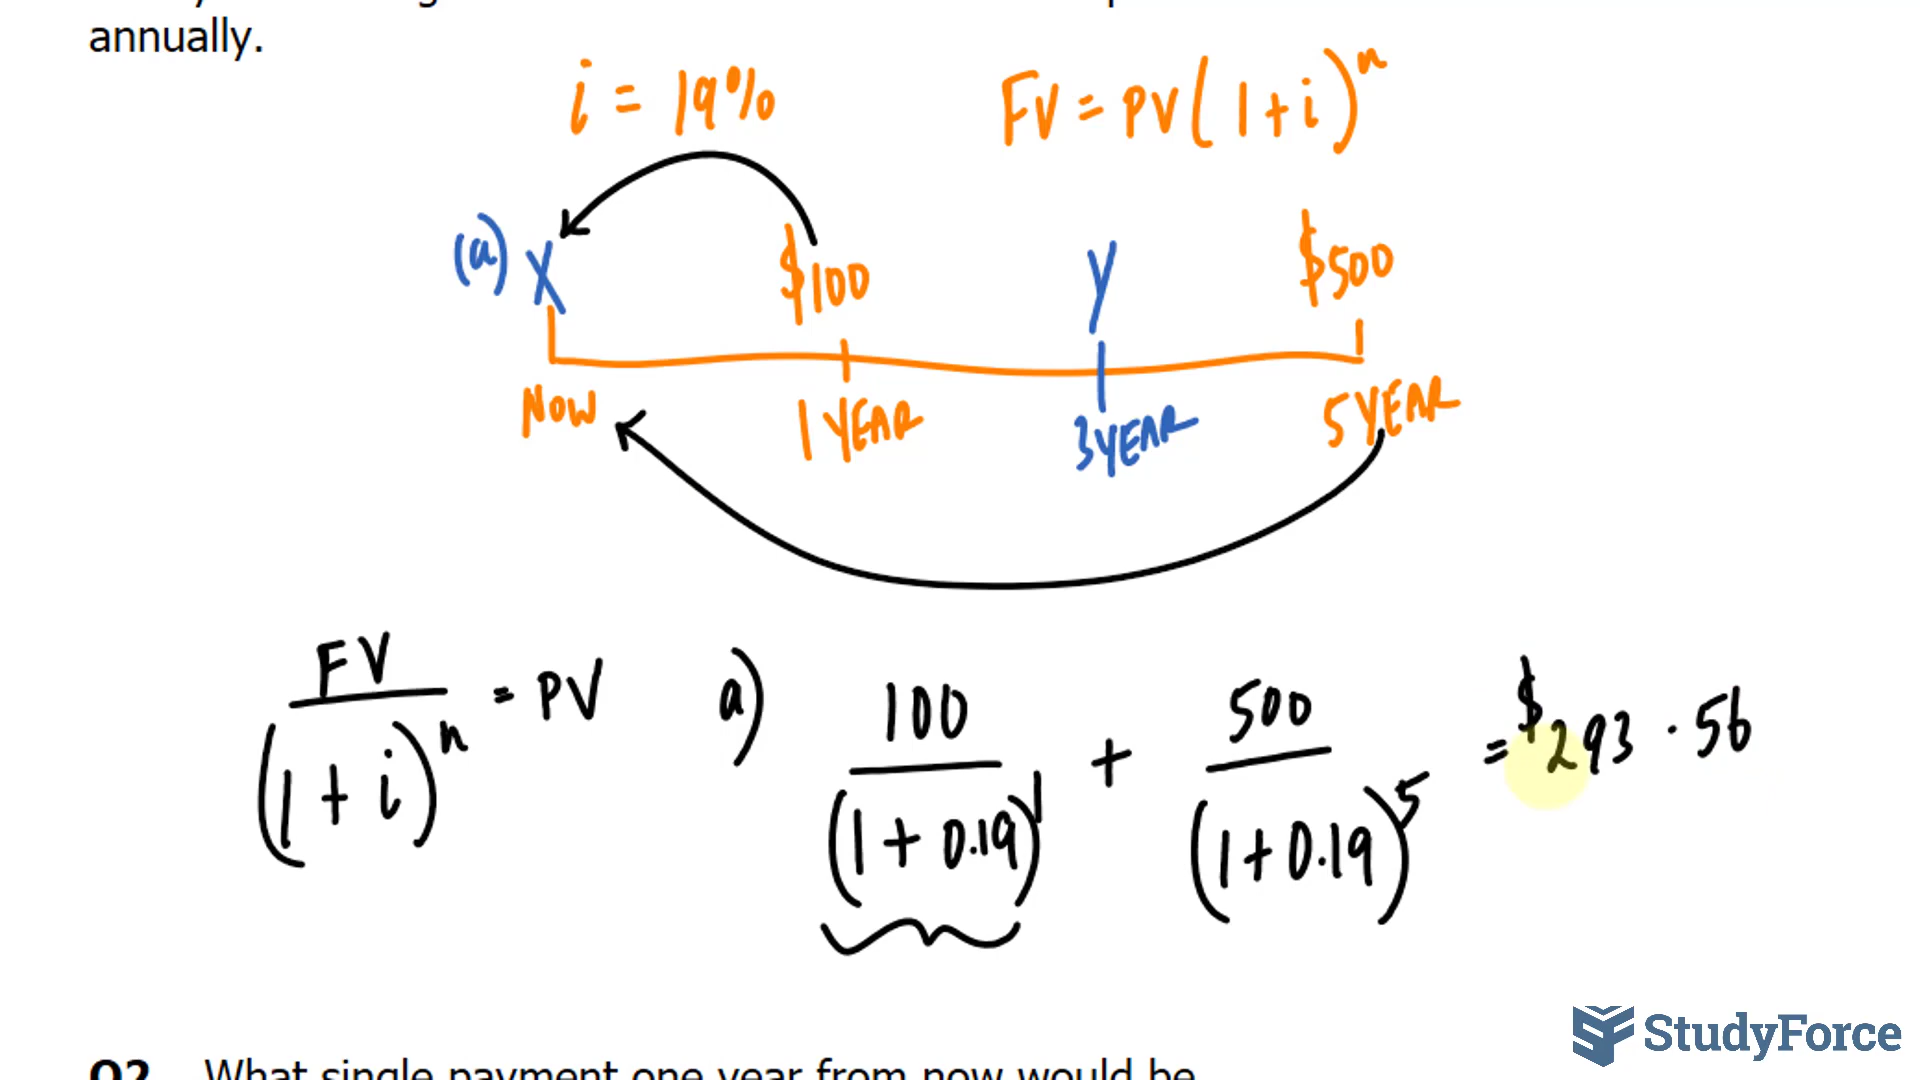 annually.
i = 19%
FV = PV(1+i)^n
(a) X $100 Y $500
NOW 1 YEAR 3 YEAR 5 YEAR
FV/(1+i)^n = PV
a) 100/(1+0.19)^1 + 500/(1+0.19)^5 = $293.56
StudyForce
Q2 What single payment one year from now would be